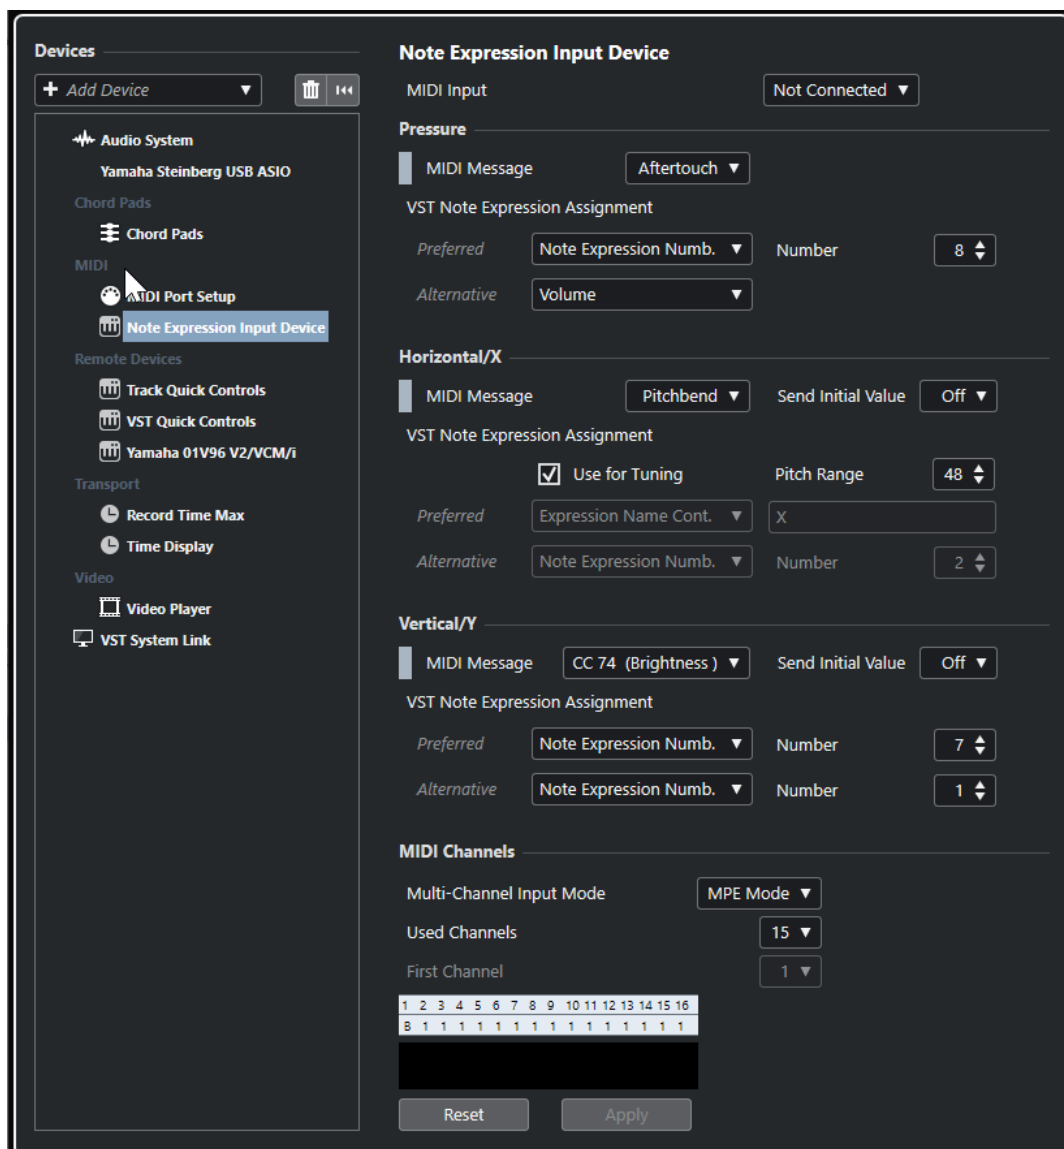 Devices
Add Device
Audio System
Yamaha Steinberg USB ASIO
Chord Pads
Chord Pads
MIDI
MIDI Port Setup
Note Expression Input Device
Remote Devices
Track Quick Controls
VST Quick Controls
Yamaha 01V96 V2/VCM/i
Transport
Record Time Max
Time Display
Video
Video Player
VST System Link
Note Expression Input Device
MIDI Input Not Connected
Pressure
MIDI Message Aftertouch
VST Note Expression Assignment
Preferred Note Expression Numb. Number 8
Alternative Volume
Horizontal/X
MIDI Message Pitchbend Send Initial Value Off
VST Note Expression Assignment
Use for Tuning Pitch Range 48
Preferred Expression Name Cont. X
Alternative Note Expression Numb. Number 2
Vertical/Y
MIDI Message CC 74 (Brightness ) Send Initial Value Off
VST Note Expression Assignment
Preferred Note Expression Numb. Number 7
Alternative Note Expression Numb. Number 1
MIDI Channels
Multi-Channel Input Mode MPE Mode
Used Channels 15
First Channel 1
1 2 3 4 5 6 7 8 9 10 11 12 13 14 15 16
B 1 1 1 1 1 1 1 1 1 1 1 1 1 1 1
Reset Apply